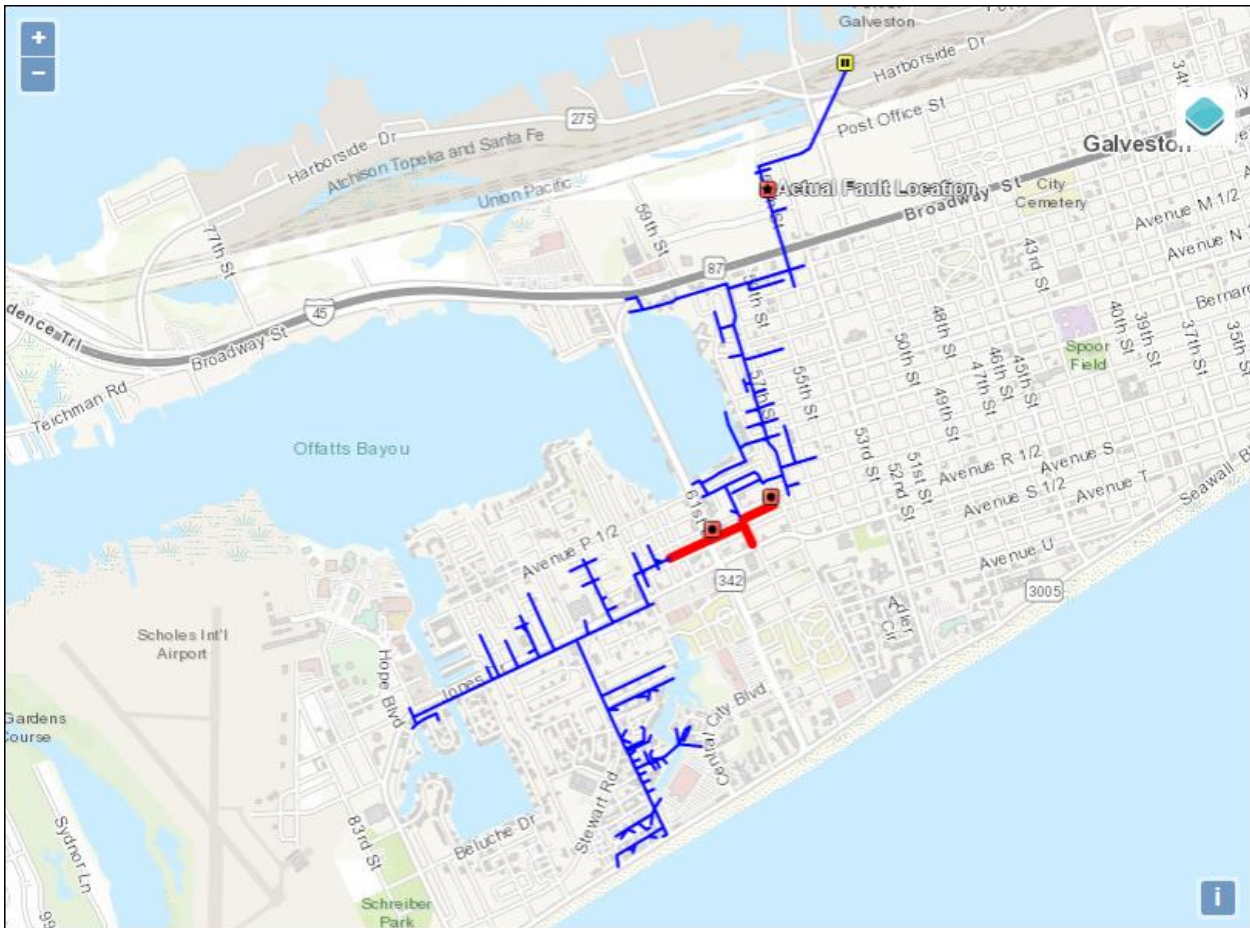 +
−
Galveston
Harborside Dr
Post Office St
34th
275
Harborside Dr
Atchison Topeka and Santa Fe
Union Pacific
Galveston
Actual Fault Location
City
Cemetery
Broadway St
Avenue M 1/2
Avenue N
59th St
77th St
87
43rd St
45
Broadway St
dence Trl
Teichman Rd
Offatts Bayou
57th St
55th St
50th St
48th St
49th St
47th St
46th St
45th St
Spoor
Field
40th St
39th St
37th St
35th St
Bernar
53rd St
52nd St
51st St
Avenue R 1/2
Avenue S
Avenue S 1/2
Avenue T
Avenue U
Seawall B
61st
Avenue P 1/2
342
3005
Adler
Cir
Scholes Int'l
Airport
Hope Blvd
Jones Dr
Gardens
Course
Central City Blvd
Stewart Rd
Beluche Dr
83rd St
Sydnor Ln
99
Schreiber
Park
i